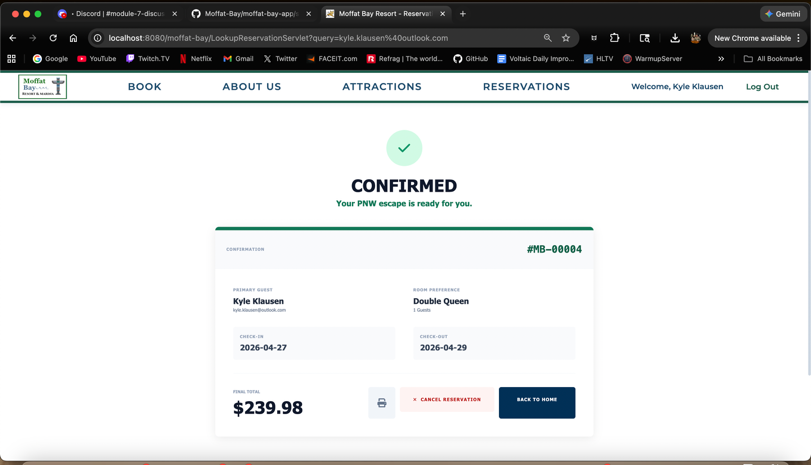 • Discord | #module-7-discus
Moffat-Bay/moffat-bay-app/s
Moffat Bay Resort - Reservati
Gemini
localhost:8080/moffat-bay/LookupReservationServlet?query=kyle.klausen%40outlook.com
New Chrome available
Google
YouTube
Twitch.TV
Netflix
Gmail
Twitter
FACEIT.com
Refrag | The world...
GitHub
Voltaic Daily Impro...
HLTV
WarmupServer
»
All Bookmarks
Moffat
Bay
RESORT & MARINA
BOOK
ABOUT US
ATTRACTIONS
RESERVATIONS
Welcome, Kyle Klausen
Log Out
CONFIRMED
Your PNW escape is ready for you.
CONFIRMATION
#MB-00004
PRIMARY GUEST
Kyle Klausen
kyle.klausen@outlook.com
ROOM PREFERENCE
Double Queen
1 Guests
CHECK-IN
2026-04-27
CHECK-OUT
2026-04-29
FINAL TOTAL
$239.98
× CANCEL RESERVATION
BACK TO HOME